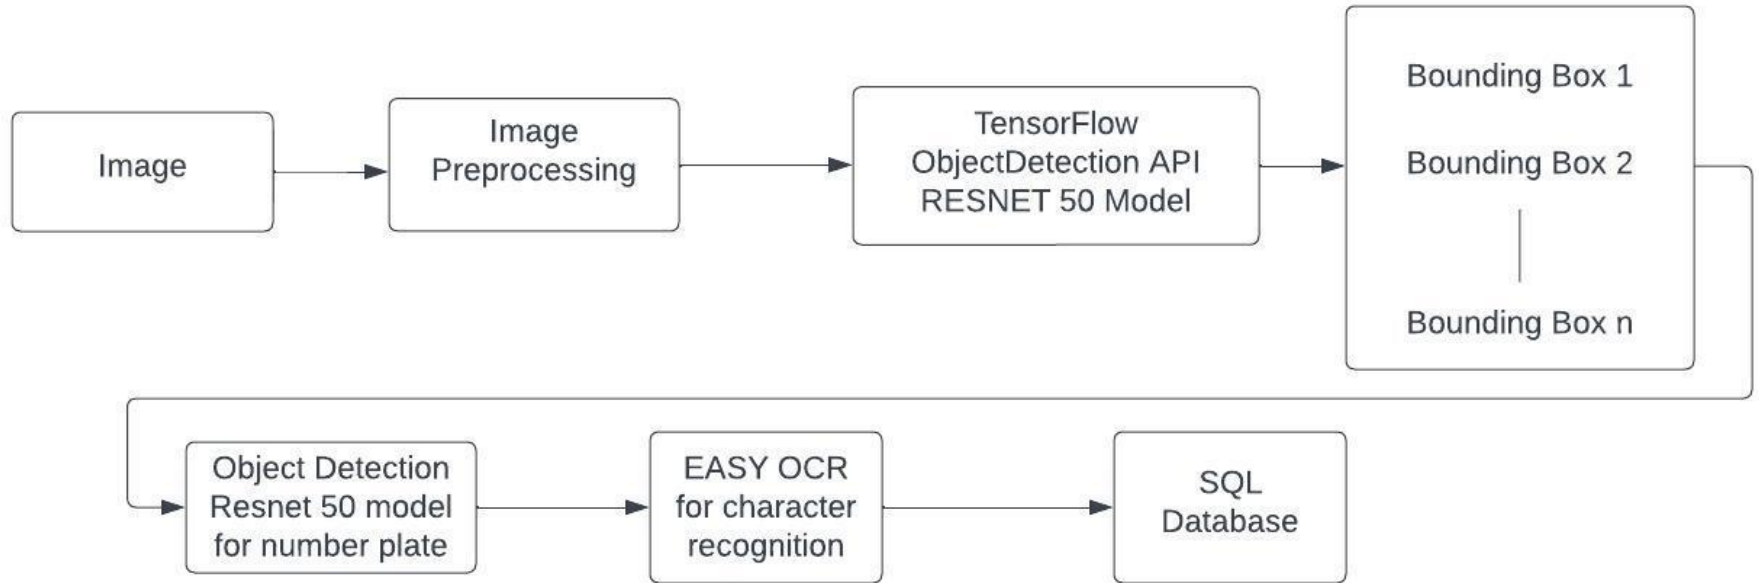 Image
Image
Preprocessing
TensorFlow
ObjectDetection API
RESNET 50 Model
Bounding Box 1
Bounding Box 2
Bounding Box n
Object Detection
Resnet 50 model
for number plate
EASY OCR
for character
recognition
SQL
Database